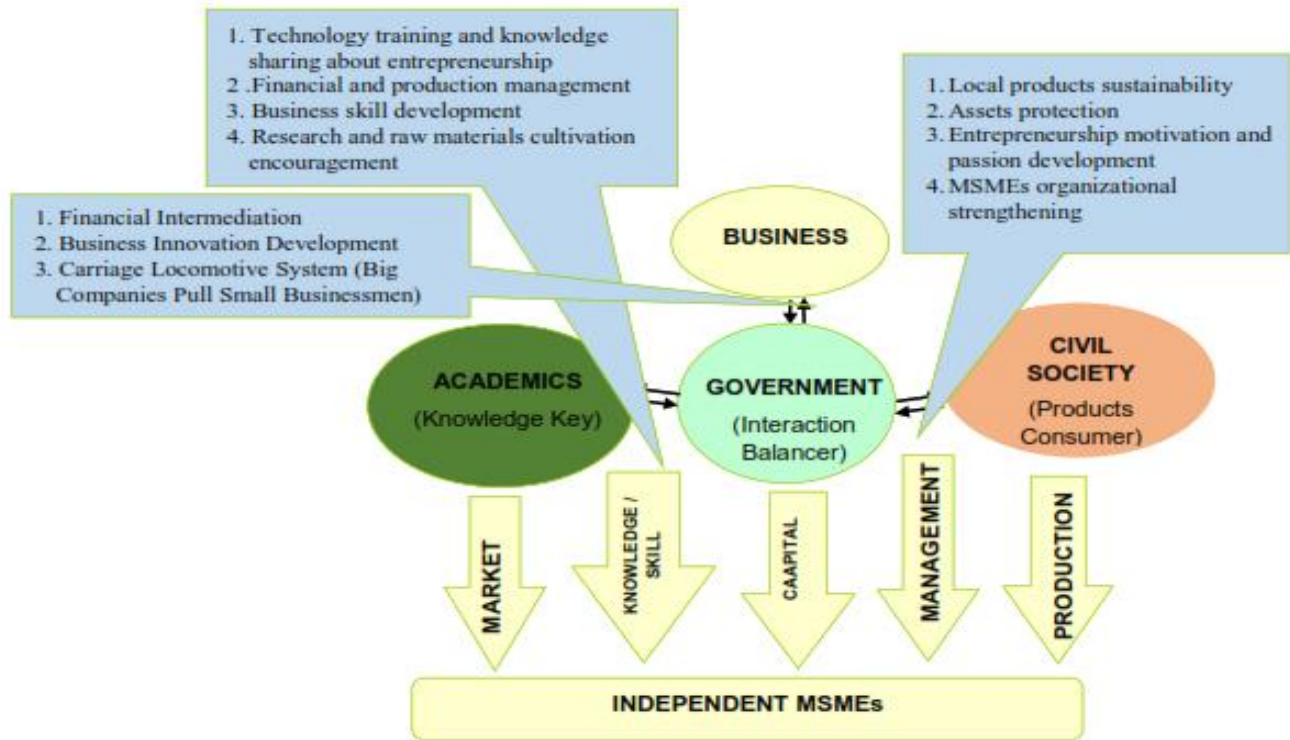 1. Technology training and knowledge
sharing about entrepreneurship
2 .Financial and production management
3. Business skill development
4. Research and raw materials cultivation
encouragement
1. Local products sustainability
2. Assets protection
3. Entrepreneurship motivation and
passion development
4. MSMEs organizational
strengthening
1. Financial Intermediation
2. Business Innovation Development
3. Carriage Locomotive System (Big
Companies Pull Small Businessmen)
BUSINESS
ACADEMICS
(Knowledge Key)
GOVERNMENT
(Interaction
Balancer)
CIVIL
SOCIETY
(Products
Consumer)
MARKET
KNOWLEDGE /
SKILL
CAAPITAL
MANAGEMENT
PRODUCTION
INDEPENDENT MSMEs